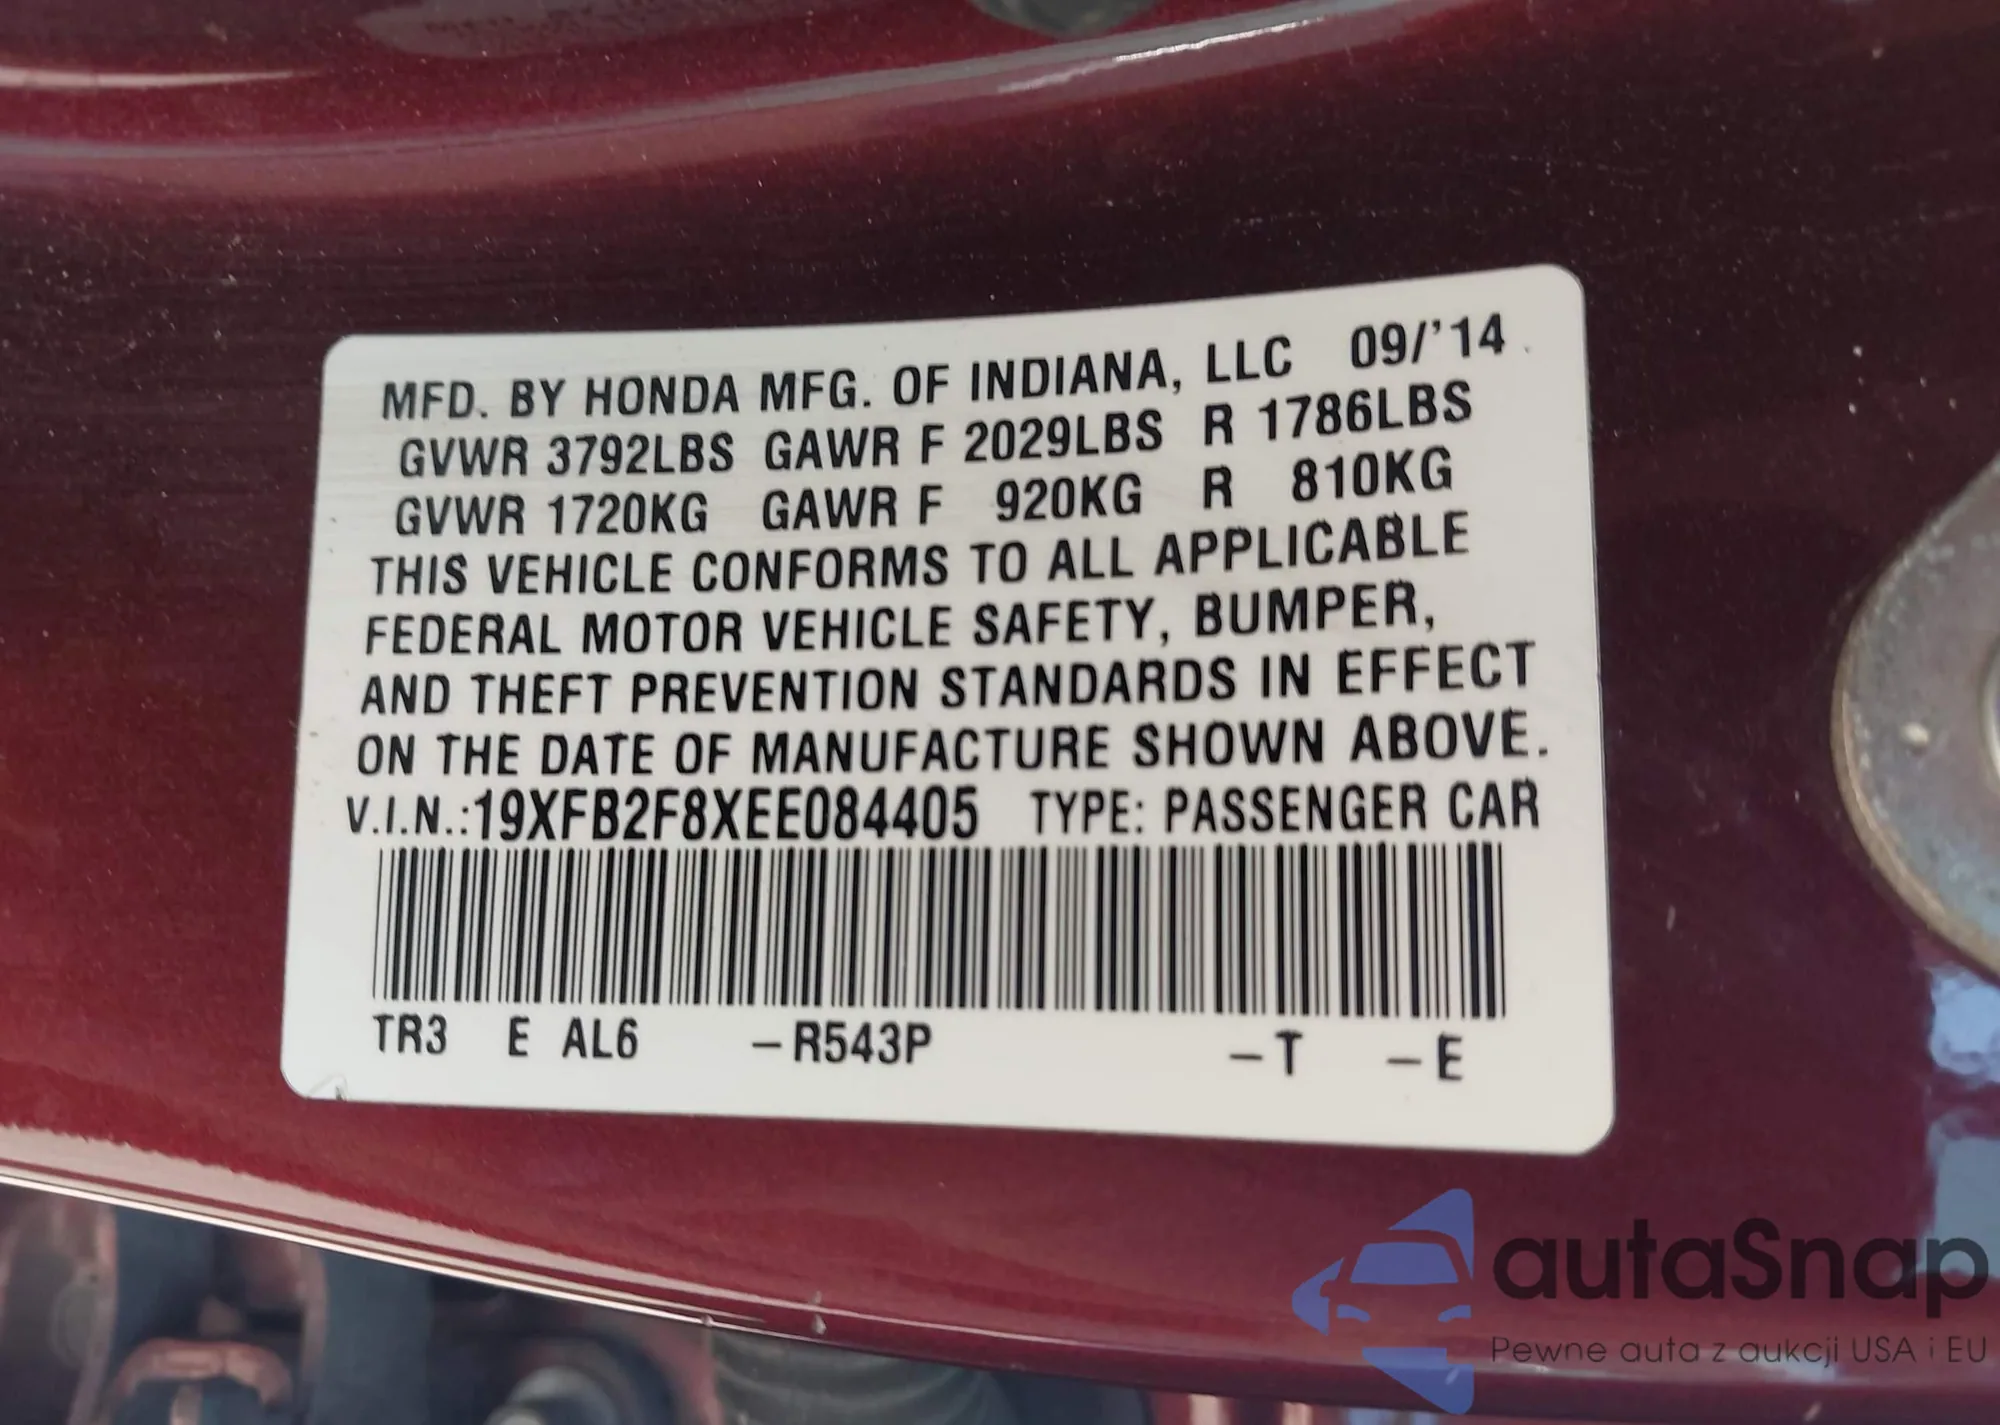 MFD. BY HONDA MFG. OF INDIANA, LLC 09/'14
GVWR 3792LBS GAWR F 2029LBS R 1786LBS
GVWR 1720KG GAWR F 920KG R 810KG
THIS VEHICLE CONFORMS TO ALL APPLICABLE
FEDERAL MOTOR VEHICLE SAFETY, BUMPER,
AND THEFT PREVENTION STANDARDS IN EFFECT
ON THE DATE OF MANUFACTURE SHOWN ABOVE.
V.I.N.:19XFB2F8XEE084405 TYPE: PASSENGER CAR
TR3 E AL6 –R543P –T –E
autaSnap
Pewne auta z aukcji USA i EU